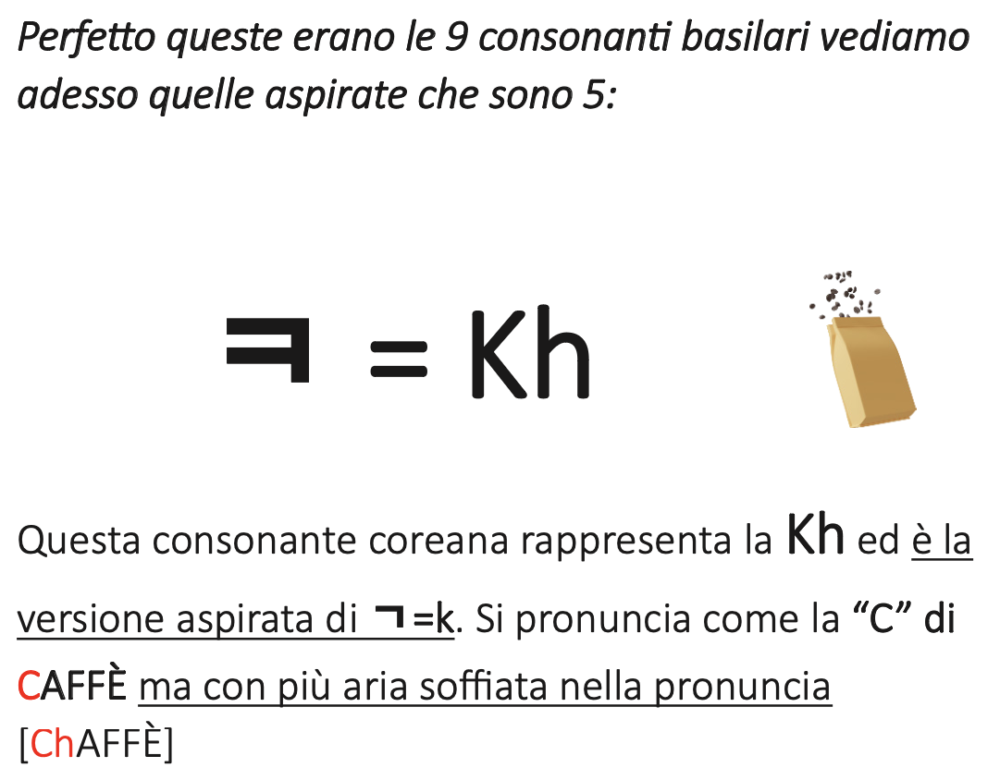 Perfetto queste erano le 9 consonanti basilari vediamo
adesso quelle aspirate che sono 5:
ㅋ = Kh
Questa consonante coreana rappresenta la Kh ed è la
versione aspirata di ㄱ=k. Si pronuncia come la “C” di
CAFFÈ ma con più aria soffiata nella pronuncia
[ChAFFÈ]